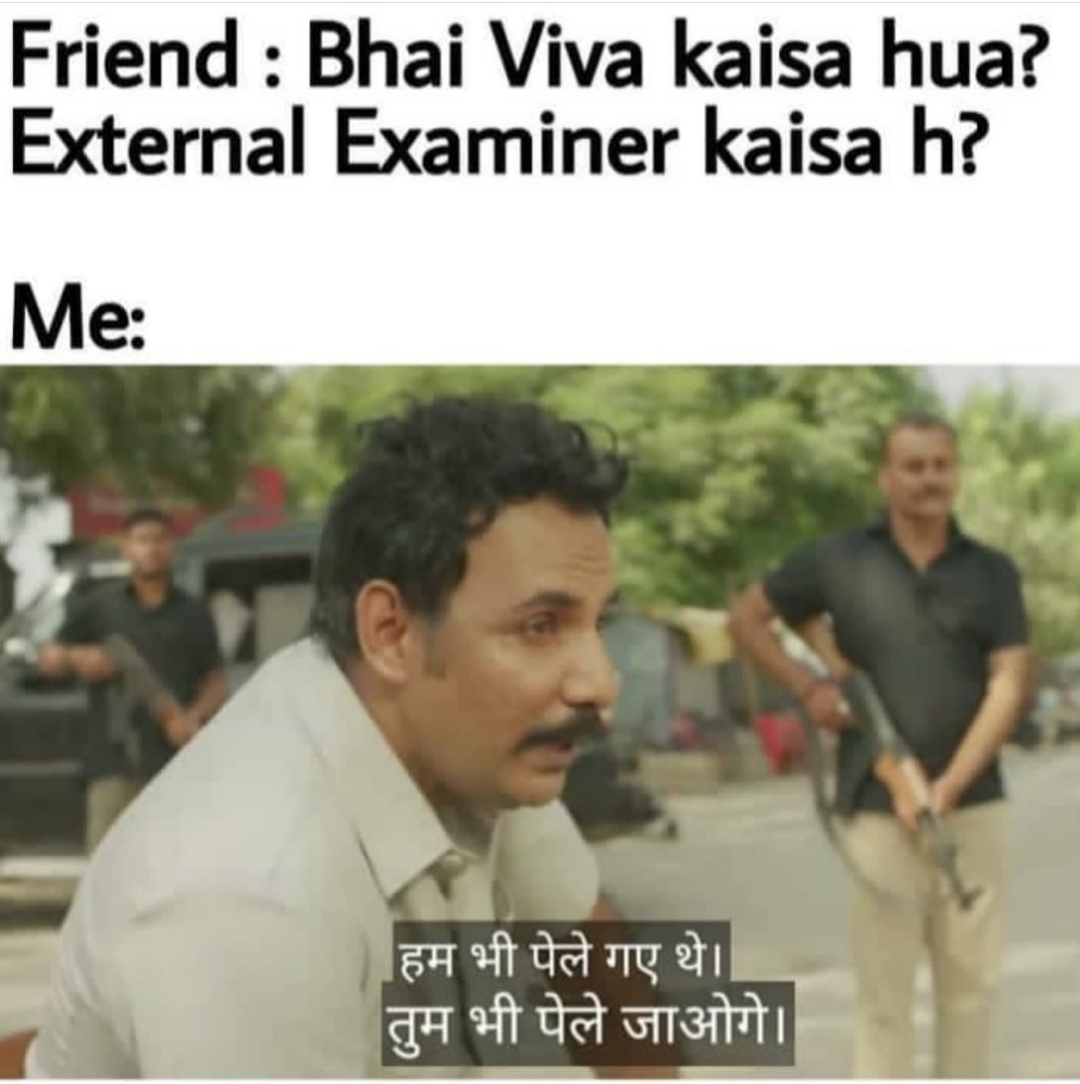 Friend : Bhai Viva kaisa hua?
External Examiner kaisa h?
Me:
हम भी पेले गए थे।
तुम भी पेले जाओगे।